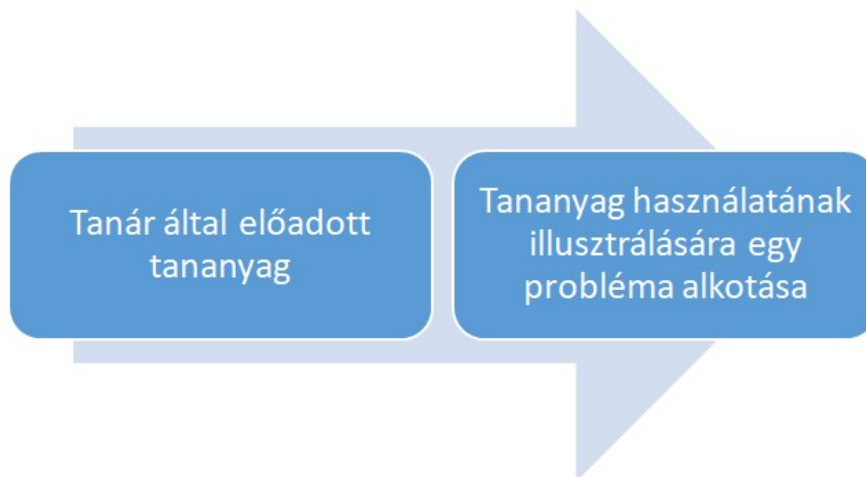 Tanár által előadott
tananyag
Tananyag használatának
illusztrálására egy
probléma alkotása